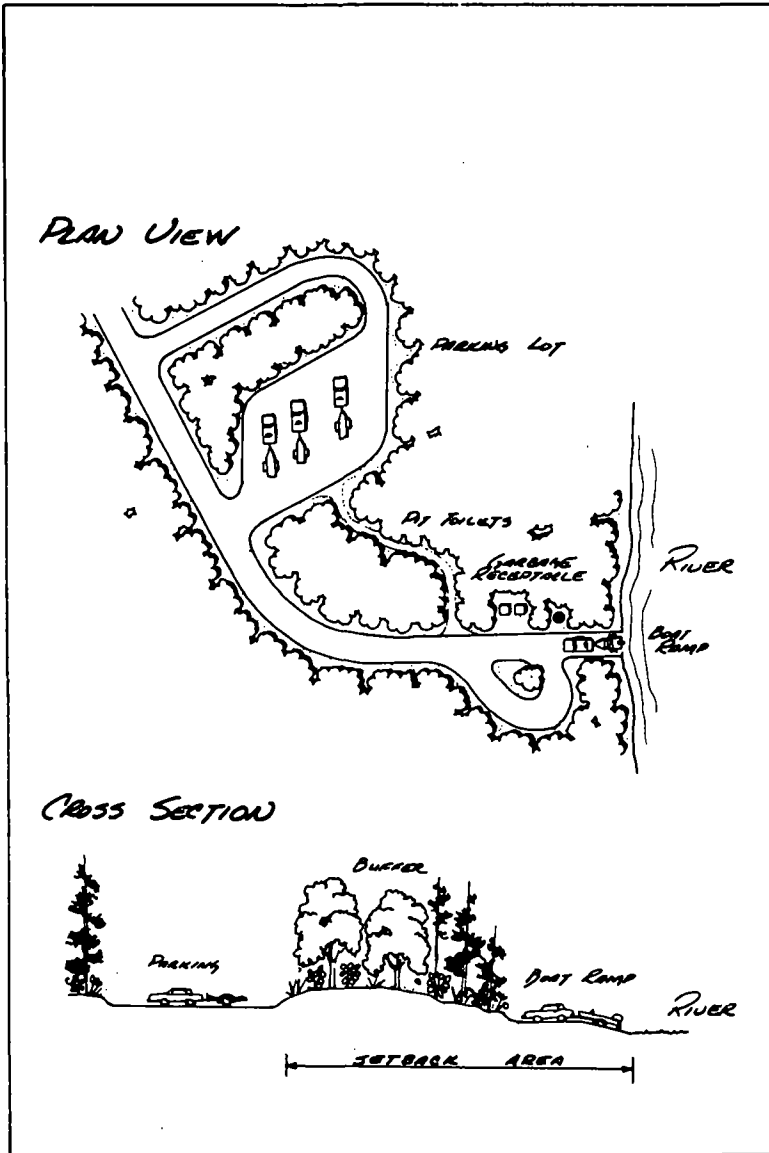 PLAN VIEW
PARKING LOT
PIT TOILETS
GARBAGE
RECEPTABLE
RIVER
BOAT
RAMP
CROSS SECTION
BUFFER
PARKING
BOAT RAMP
RIVER
SETBACK AREA